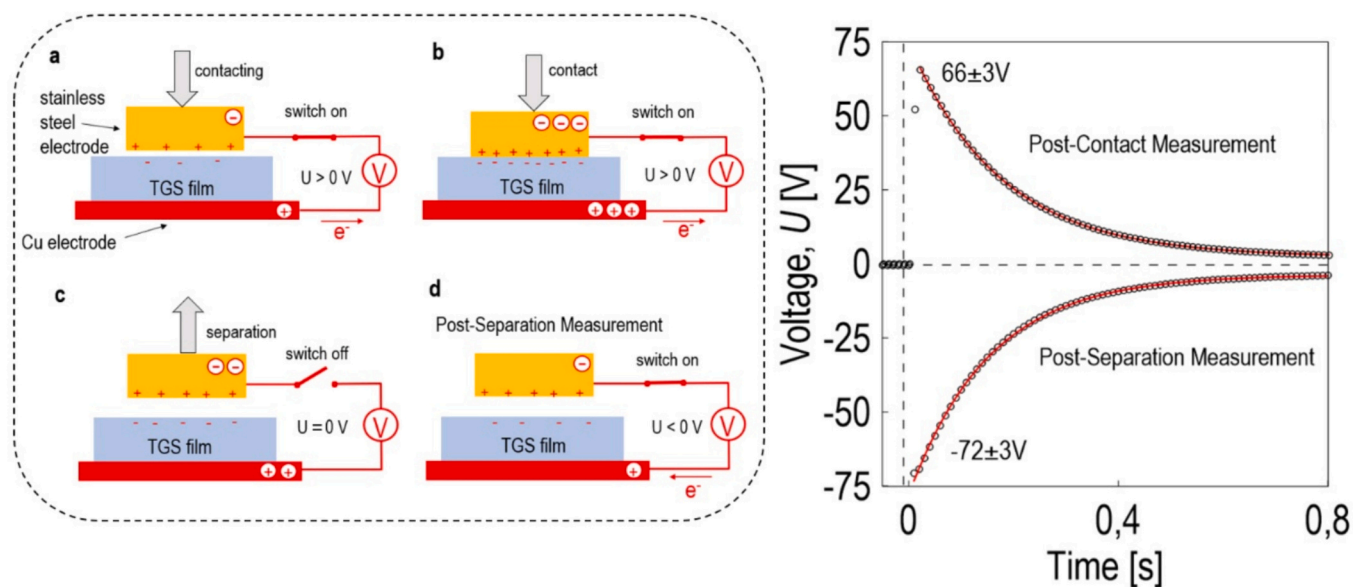 a
contacting
stainless
steel
electrode
switch on
U > 0 V
V
TGS film
Cu electrode
e-
b
contact
switch on
U > 0 V
V
TGS film
e-
c
separation
switch off
U = 0 V
V
TGS film
d
Post-Separation Measurement
switch on
U < 0 V
V
TGS film
e-
Voltage, U [V]
75
50
25
0
-25
-50
-75
66±3V
Post-Contact Measurement
Post-Separation Measurement
-72±3V
0 0,4 0,8
Time [s]